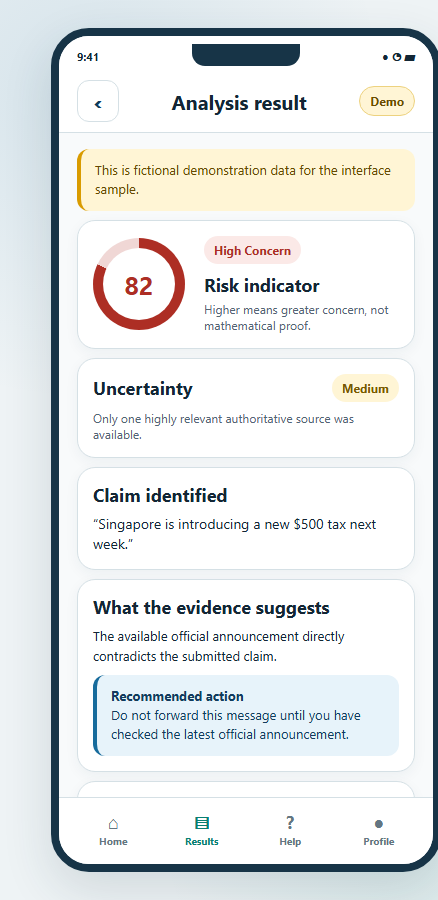 9:41
Analysis result
Demo
This is fictional demonstration data for the interface
sample.
82
High Concern
Risk indicator
Higher means greater concern, not
mathematical proof.
Uncertainty
Medium
Only one highly relevant authoritative source was
available.
Claim identified
“Singapore is introducing a new $500 tax next
week.”
What the evidence suggests
The available official announcement directly
contradicts the submitted claim.
Recommended action
Do not forward this message until you have
checked the latest official announcement.
Home
Results
? Help
Profile